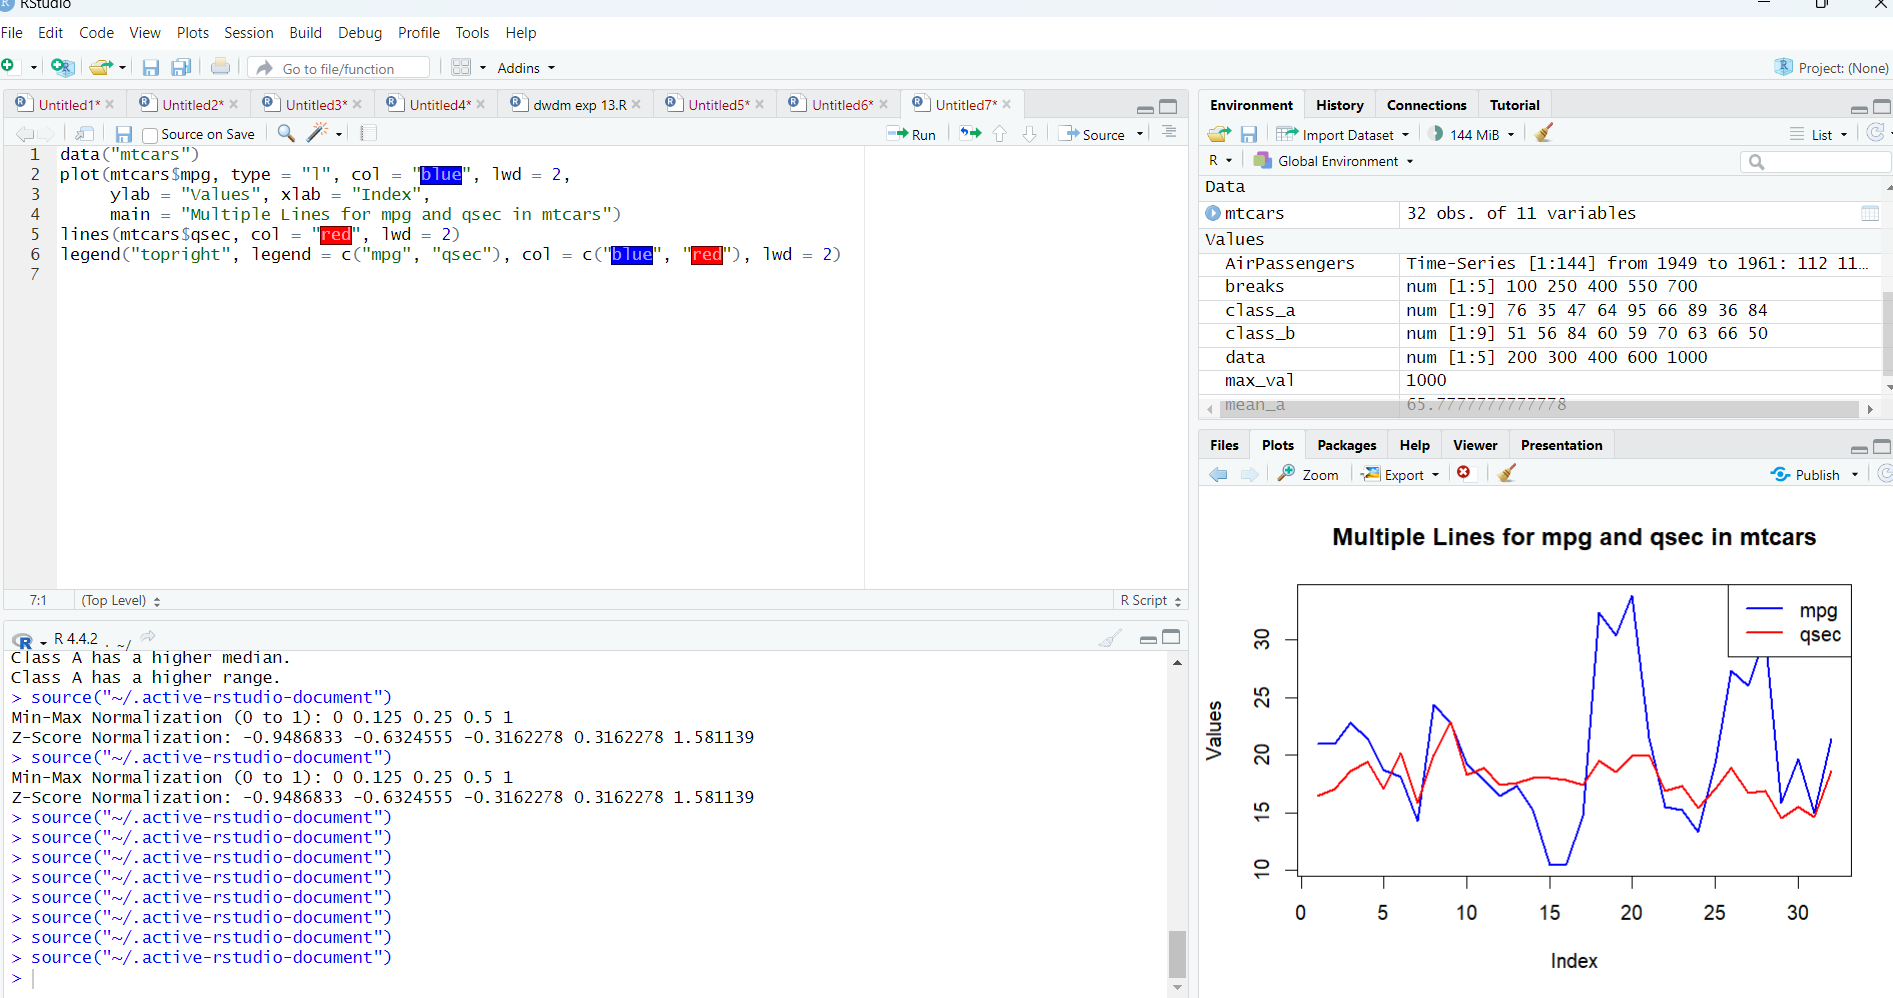 RStudio
File Edit Code View Plots Session Build Debug Profile Tools Help
Go to file/function Addins Project: (None)
Untitled1* Untitled2* Untitled3* Untitled4* dwdm exp 13.R Untitled5* Untitled6* Untitled7*
Source on Save Run Source
1 data("mtcars")
2 plot(mtcars$mpg, type = "l", col = "blue", lwd = 2,
3 ylab = "Values", xlab = "Index",
4 main = "Multiple Lines for mpg and qsec in mtcars")
5 lines(mtcars$qsec, col = "red", lwd = 2)
6 legend("topright", legend = c("mpg", "qsec"), col = c("blue", "red"), lwd = 2)
7
7:1 (Top Level) R Script
R 4.4.2 . ~/
Class A has a higher median.
Class A has a higher range.
> source("~/.active-rstudio-document")
Min-Max Normalization (0 to 1): 0 0.125 0.25 0.5 1
Z-Score Normalization: -0.9486833 -0.6324555 -0.3162278 0.3162278 1.581139
> source("~/.active-rstudio-document")
Min-Max Normalization (0 to 1): 0 0.125 0.25 0.5 1
Z-Score Normalization: -0.9486833 -0.6324555 -0.3162278 0.3162278 1.581139
> source("~/.active-rstudio-document")
> source("~/.active-rstudio-document")
> source("~/.active-rstudio-document")
> source("~/.active-rstudio-document")
> source("~/.active-rstudio-document")
> source("~/.active-rstudio-document")
> source("~/.active-rstudio-document")
> source("~/.active-rstudio-document")
>
Environment History Connections Tutorial
Import Dataset 144 MiB List
R Global Environment
Data
mtcars 32 obs. of 11 variables
Values
AirPassengers Time-Series [1:144] from 1949 to 1961: 112 11...
breaks num [1:5] 100 250 400 550 700
class_a num [1:9] 76 35 47 64 95 66 89 36 84
class_b num [1:9] 51 56 84 60 59 70 63 66 50
data num [1:5] 200 300 400 600 1000
max_val 1000
mean_a 65.7777777777778
Files Plots Packages Help Viewer Presentation
Zoom Export Publish
Multiple Lines for mpg and qsec in mtcars
mpg
qsec
Values
30
25
20
15
10
0 5 10 15 20 25 30
Index